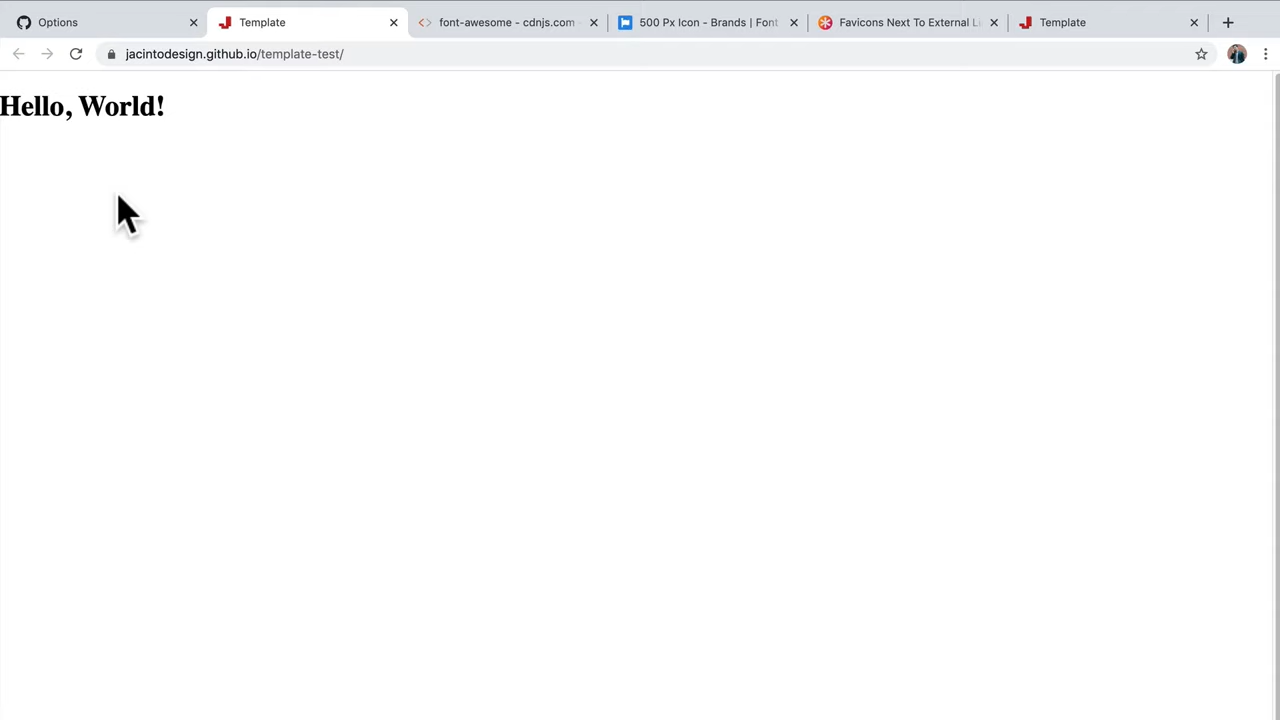 Options
Template
font-awesome - cdnjs.com -
500 Px Icon - Brands | Font
Favicons Next To External Li
Template
jacintodesign.github.io/template-test/
Hello, World!